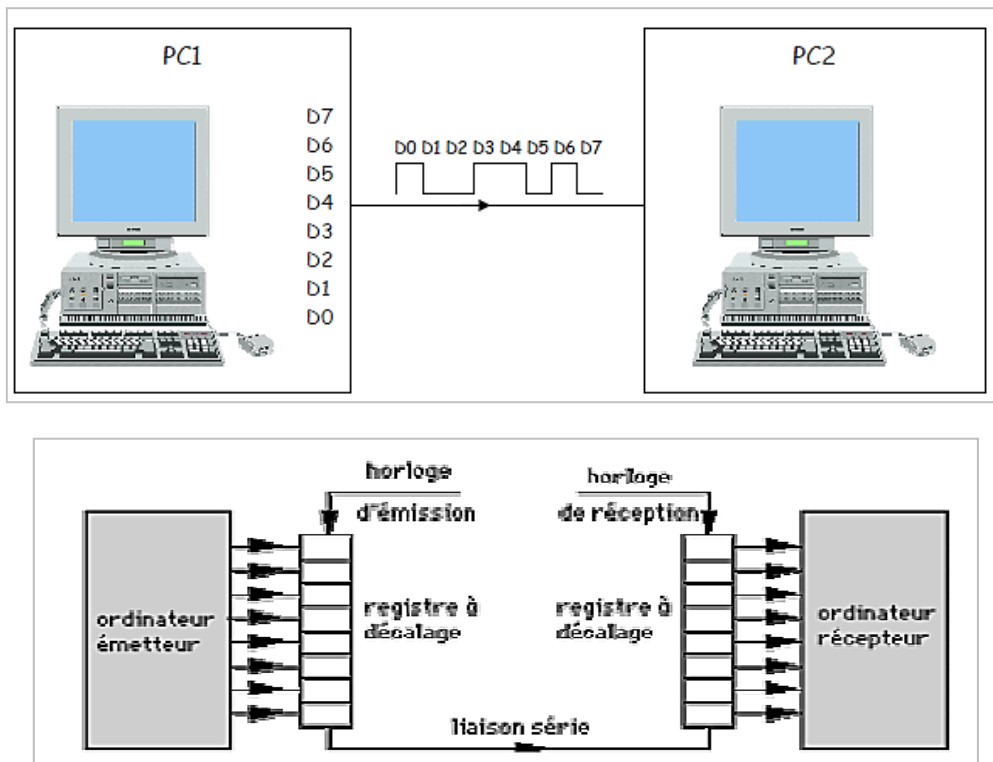 PC1
PC2
D7
D6
D5
D4
D3
D2
D1
D0
D0 D1 D2 D3 D4 D5 D6 D7
horloge
d'émission
horloge
de réception
ordinateur
émetteur
registre à
décalage
registre à
décalage
ordinateur
récepteur
liaison série